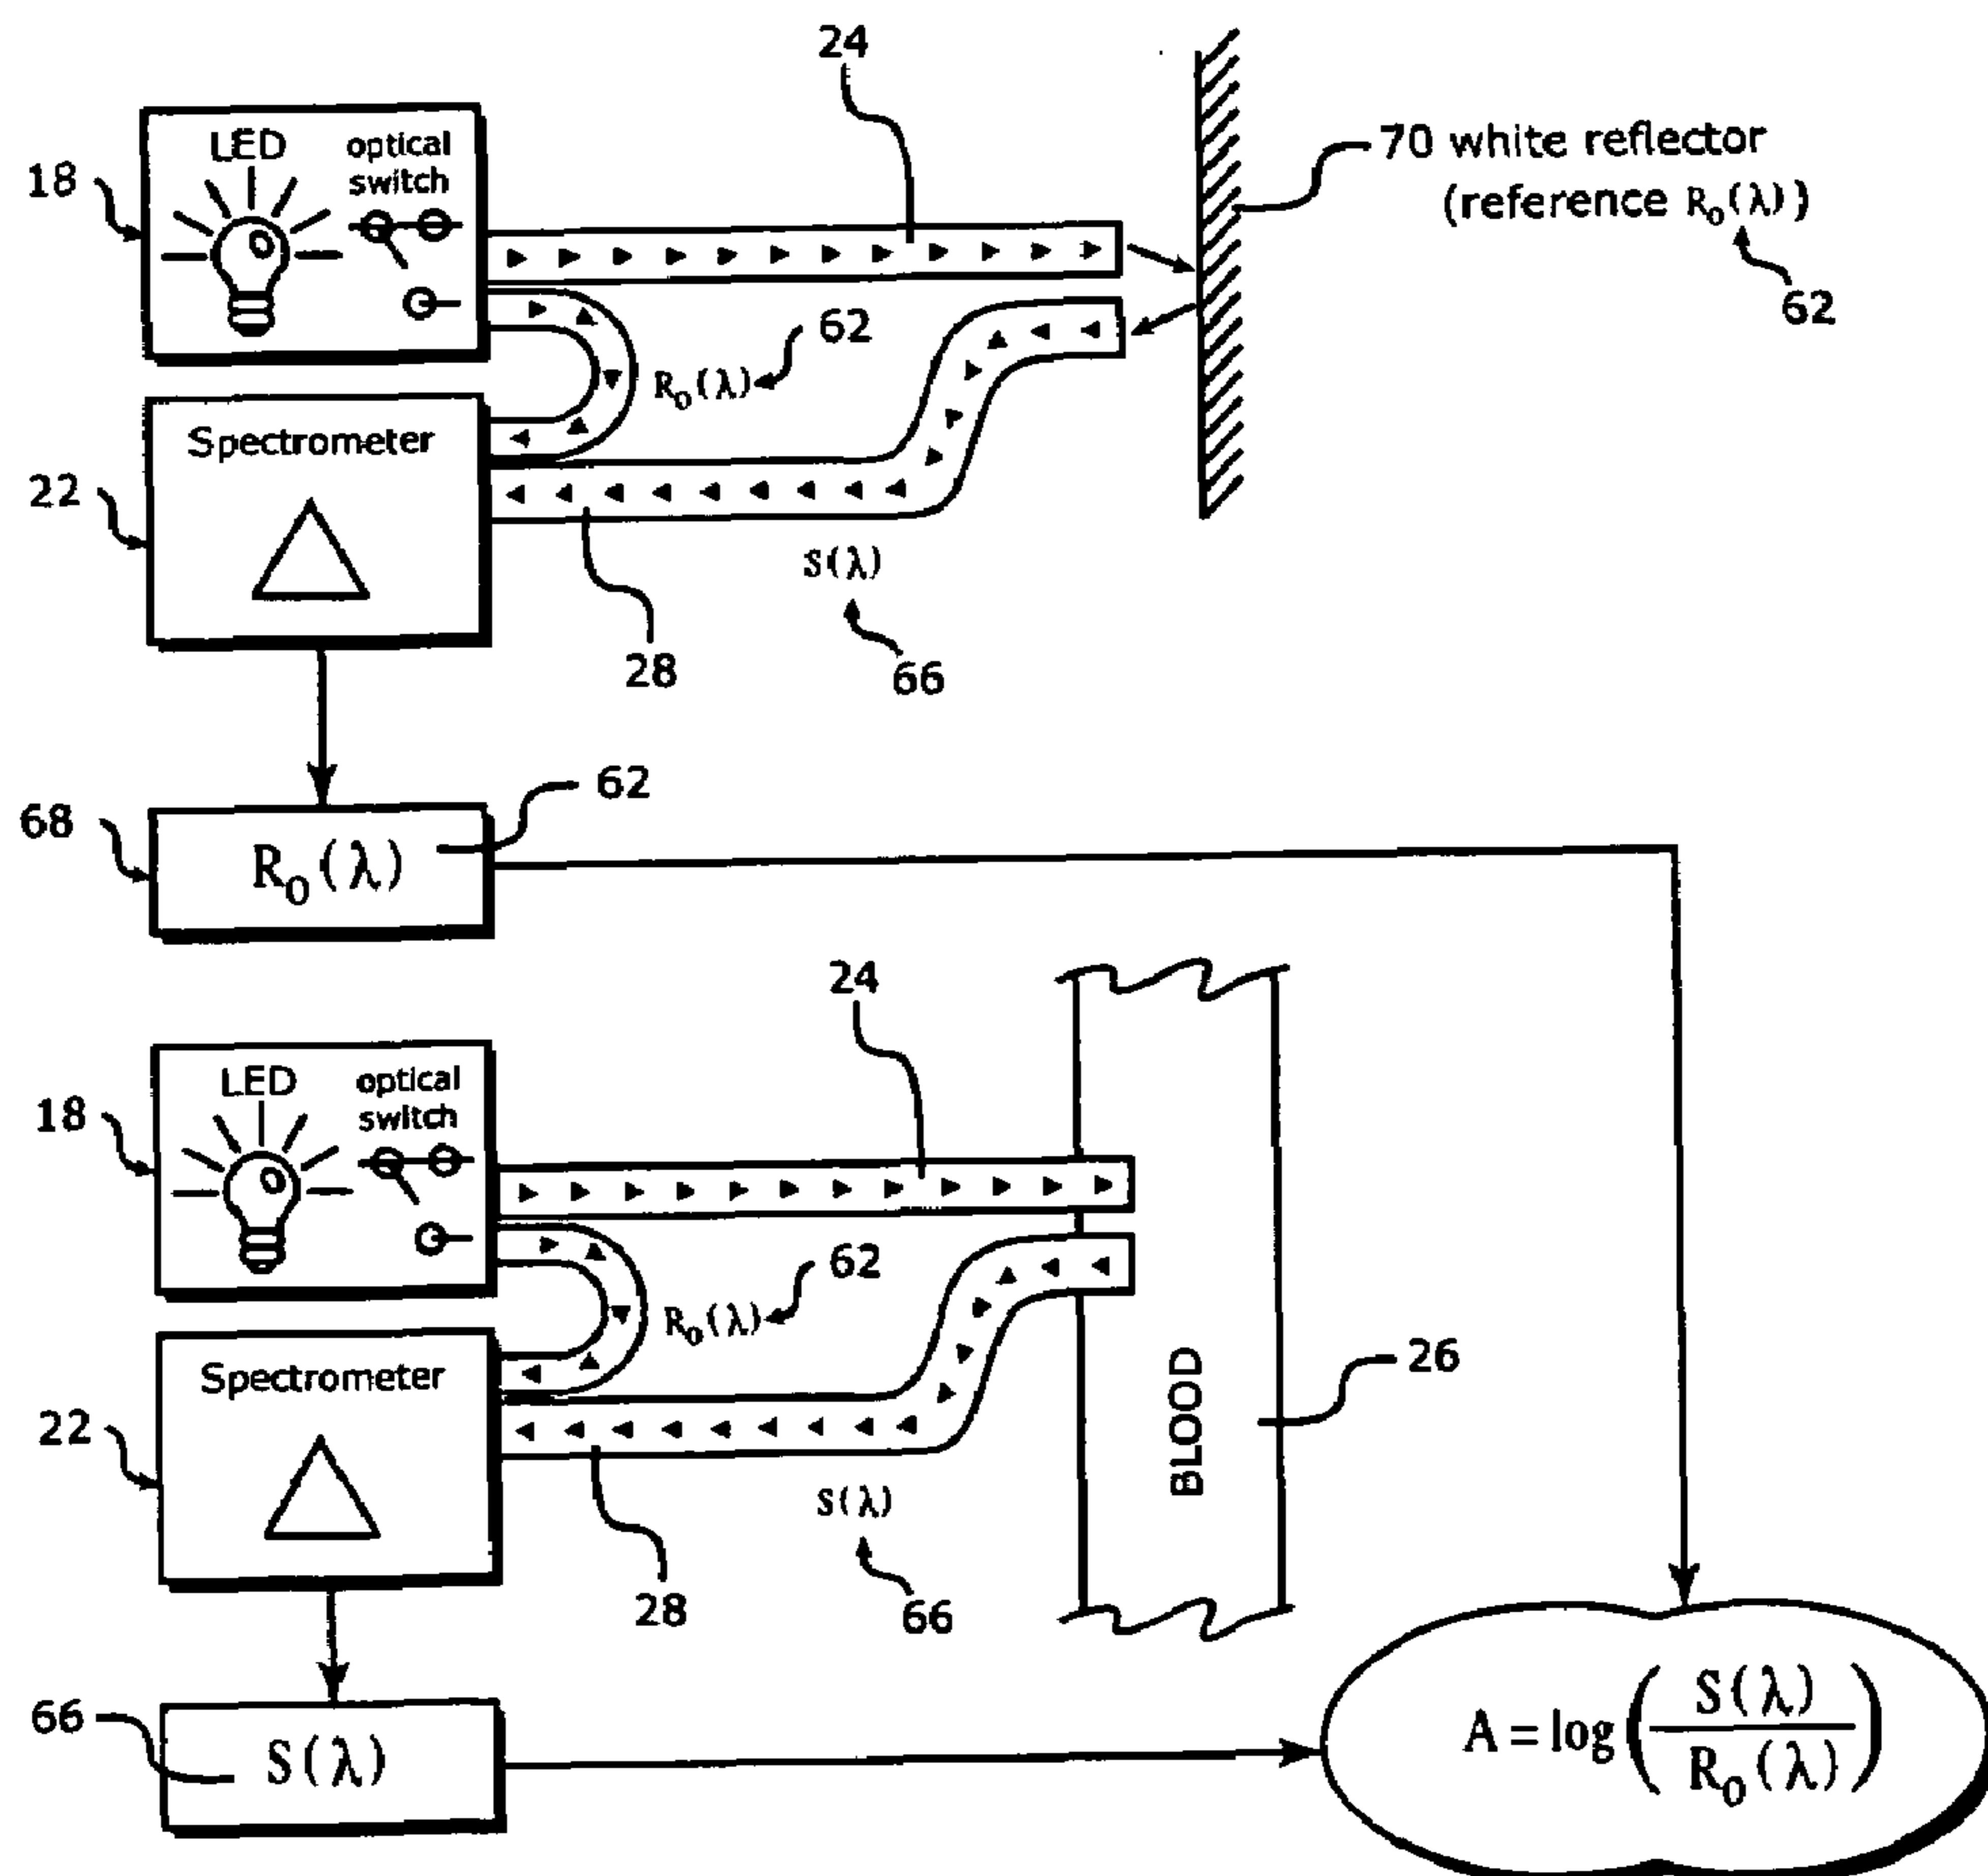 24
LED
optical
switch
18
70 white reflector
(reference R₀(λ))
62
62
R₀(λ)
Spectrometer
22
S(λ)
28
66
62
68
R₀(λ)
24
LED
optical
switch
18
62
R₀(λ)
Spectrometer
22
BLOOD
26
S(λ)
28
66
66
S(λ)
A = log(S(λ)/R₀(λ))